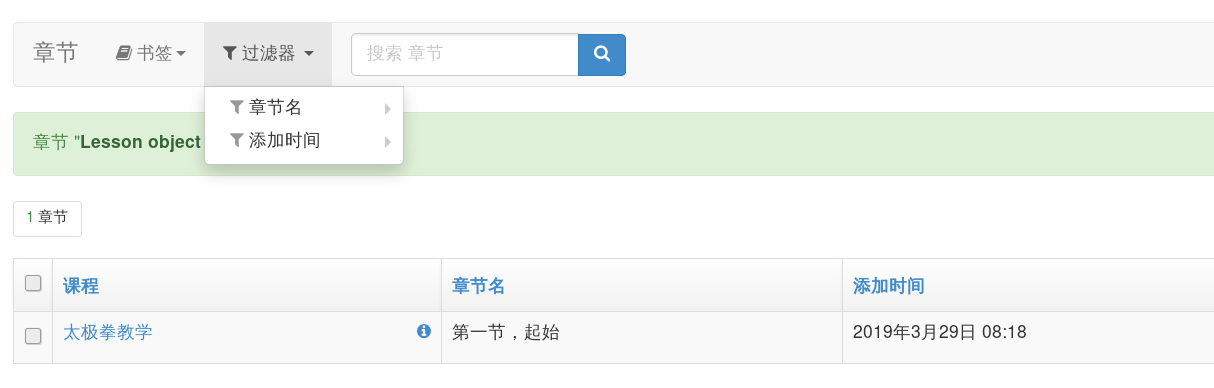 章节 书签 过滤器 搜索 章节
章节名
添加时间
章节 "Lesson object
1 章节
课程 章节名 添加时间
太极拳教学 第一节，起始 2019年3月29日 08:18